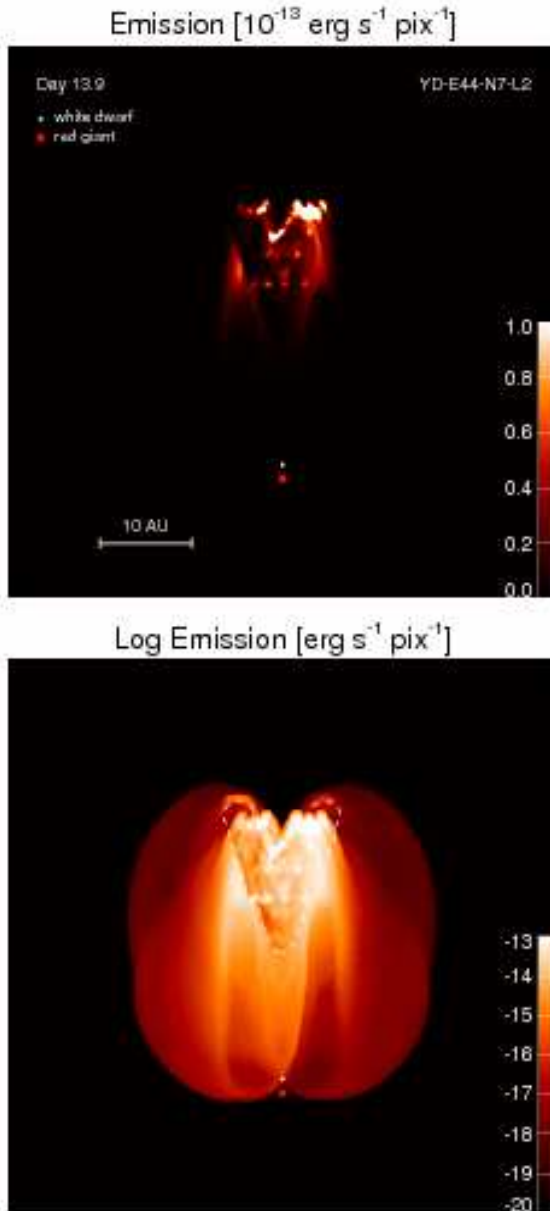 Emission [10⁻¹³ erg s⁻¹ pix⁻¹]
Day 13.9
YD-E44-N7-L2
white dwarf
red giant
1.0
0.8
0.6
0.4
10 AU
0.2
0.0
Log Emission [erg s⁻¹ pix⁻¹]
-13
-14
-15
-16
-17
-18
-19
-20